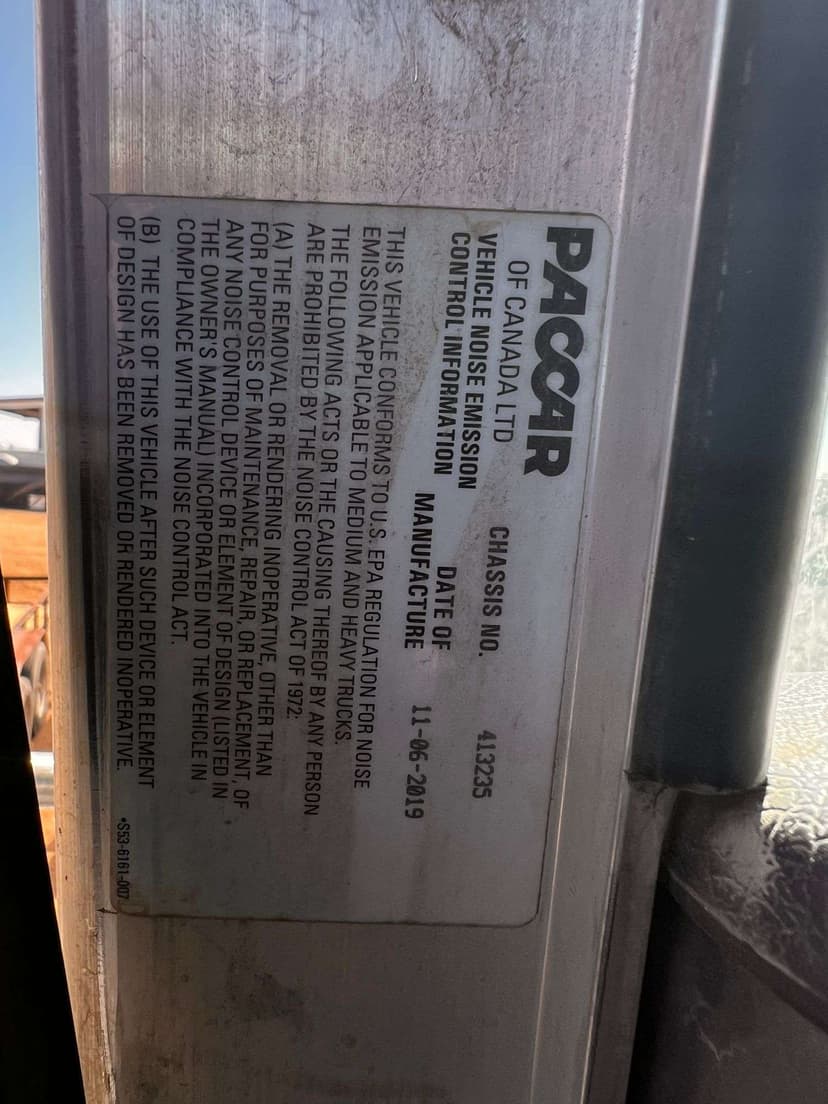 PACCAR
OF CANADA LTD
VEHICLE NOISE EMISSION
CONTROL INFORMATION
CHASSIS NO. 413235
DATE OF
MANUFACTURE 11-06-2019
THIS VEHICLE CONFORMS TO U.S. EPA REGULATION FOR NOISE
EMISSION APPLICABLE TO MEDIUM AND HEAVY TRUCKS.
THE FOLLOWING ACTS OR THE CAUSING THEREOF BY ANY PERSON
ARE PROHIBITED BY THE NOISE CONTROL ACT OF 1972:
(A) THE REMOVAL OR RENDERING INOPERATIVE, OTHER THAN
FOR PURPOSES OF MAINTENANCE, REPAIR, OR REPLACEMENT, OF
ANY NOISE CONTROL DEVICE OR ELEMENT OF DESIGN (LISTED IN
THE OWNER'S MANUAL) INCORPORATED INTO THE VEHICLE IN
COMPLIANCE WITH THE NOISE CONTROL ACT.
(B) THE USE OF THIS VEHICLE AFTER SUCH DEVICE OR ELEMENT
OF DESIGN HAS BEEN REMOVED OR RENDERED INOPERATIVE.
*S53-6161-007